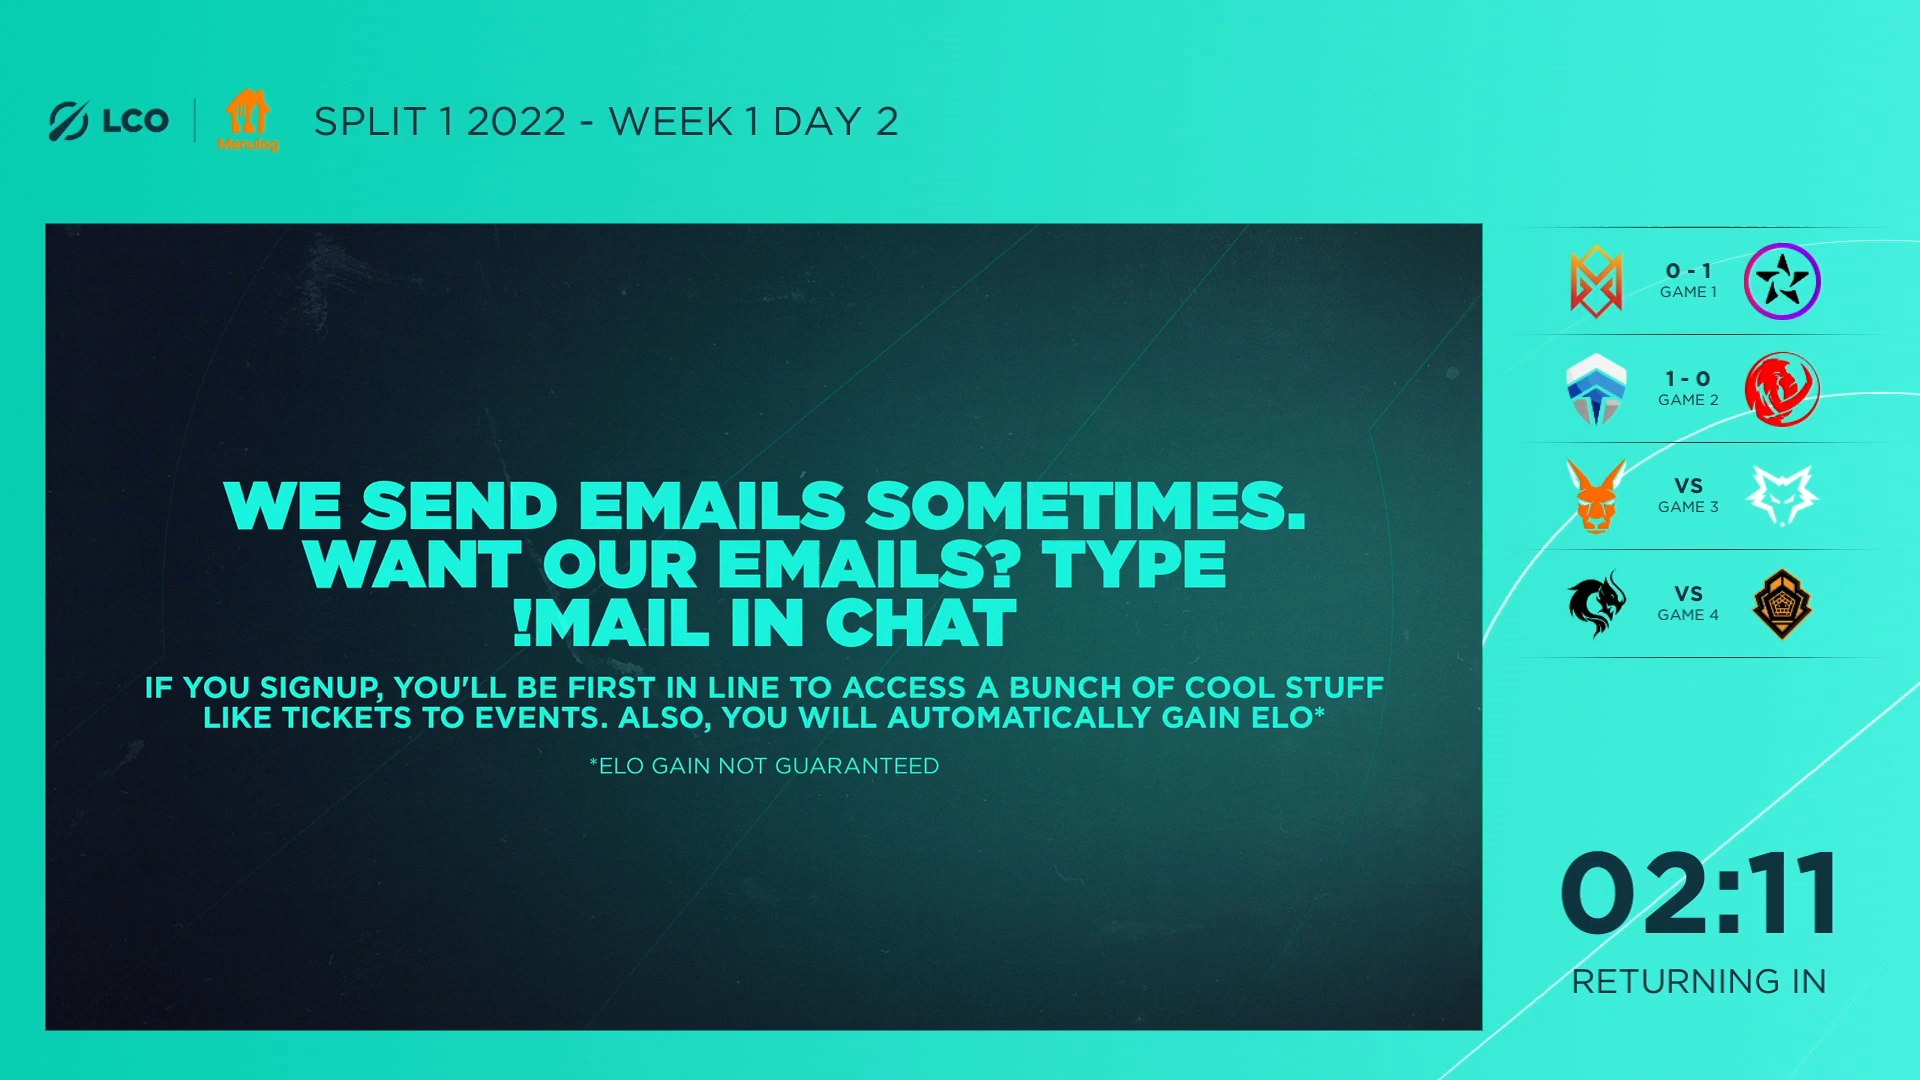 LCO
Menulog
SPLIT 1 2022 - WEEK 1 DAY 2
WE SEND EMAILS SOMETIMES.
WANT OUR EMAILS? TYPE
!MAIL IN CHAT
IF YOU SIGNUP, YOU'LL BE FIRST IN LINE TO ACCESS A BUNCH OF COOL STUFF
LIKE TICKETS TO EVENTS. ALSO, YOU WILL AUTOMATICALLY GAIN ELO*
*ELO GAIN NOT GUARANTEED
0 - 1
GAME 1
1 - 0
GAME 2
VS
GAME 3
VS
GAME 4
02:11
RETURNING IN